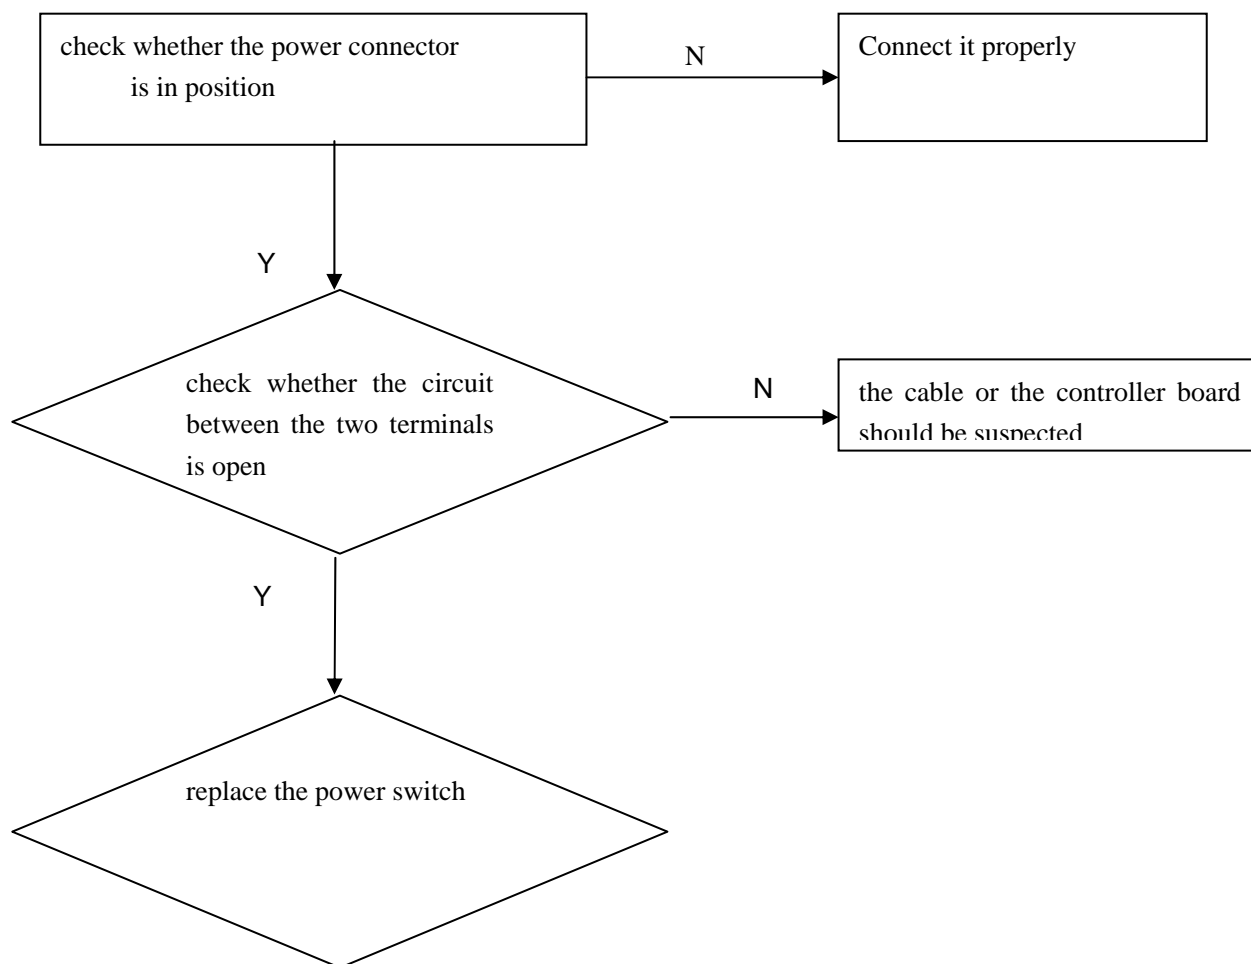 check whether the power connector
is in position
N
Connect it properly
Y
check whether the circuit
between the two terminals
is open
N
the cable or the controller board
should be suspected
Y
replace the power switch